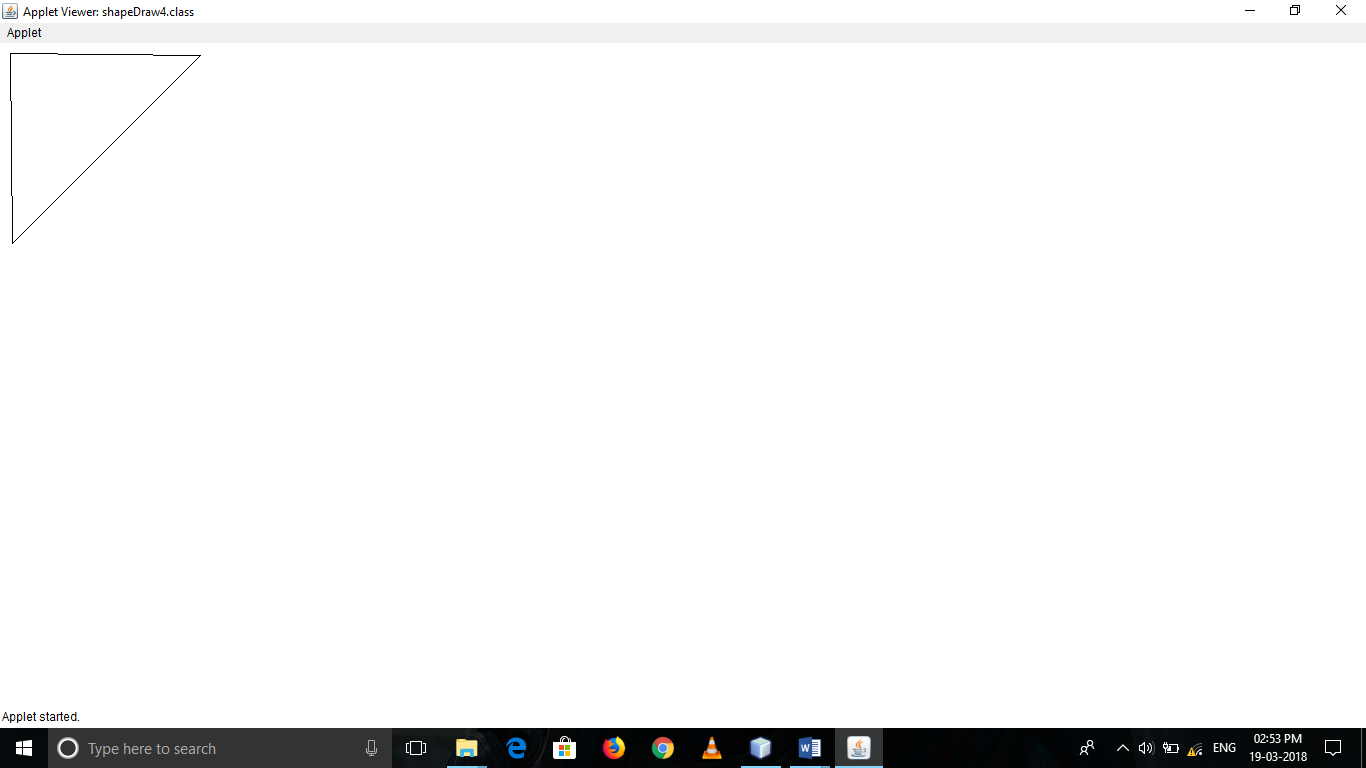 Applet Viewer: shapeDraw4.class
Applet
Applet started.
Type here to search
ENG
02:53 PM
19-03-2018